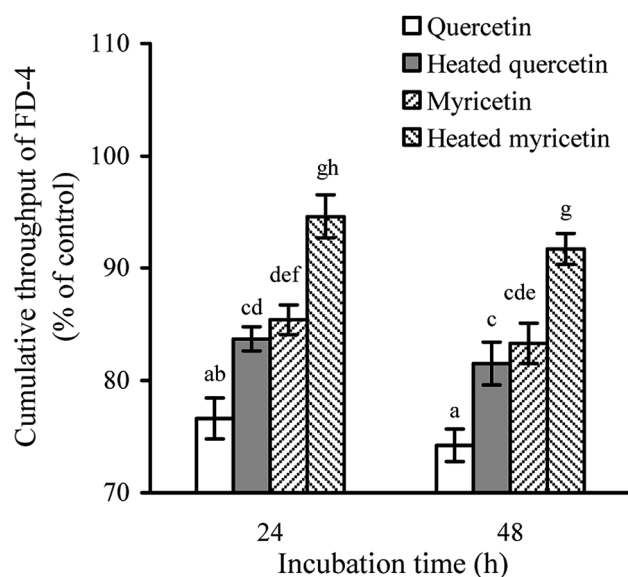 Quercetin
Heated quercetin
Myricetin
Heated myricetin
Cumulative throughput of FD-4
(% of control)
110
100
90
80
70
ab
cd
def
gh
a
c
cde
g
24
48
Incubation time (h)